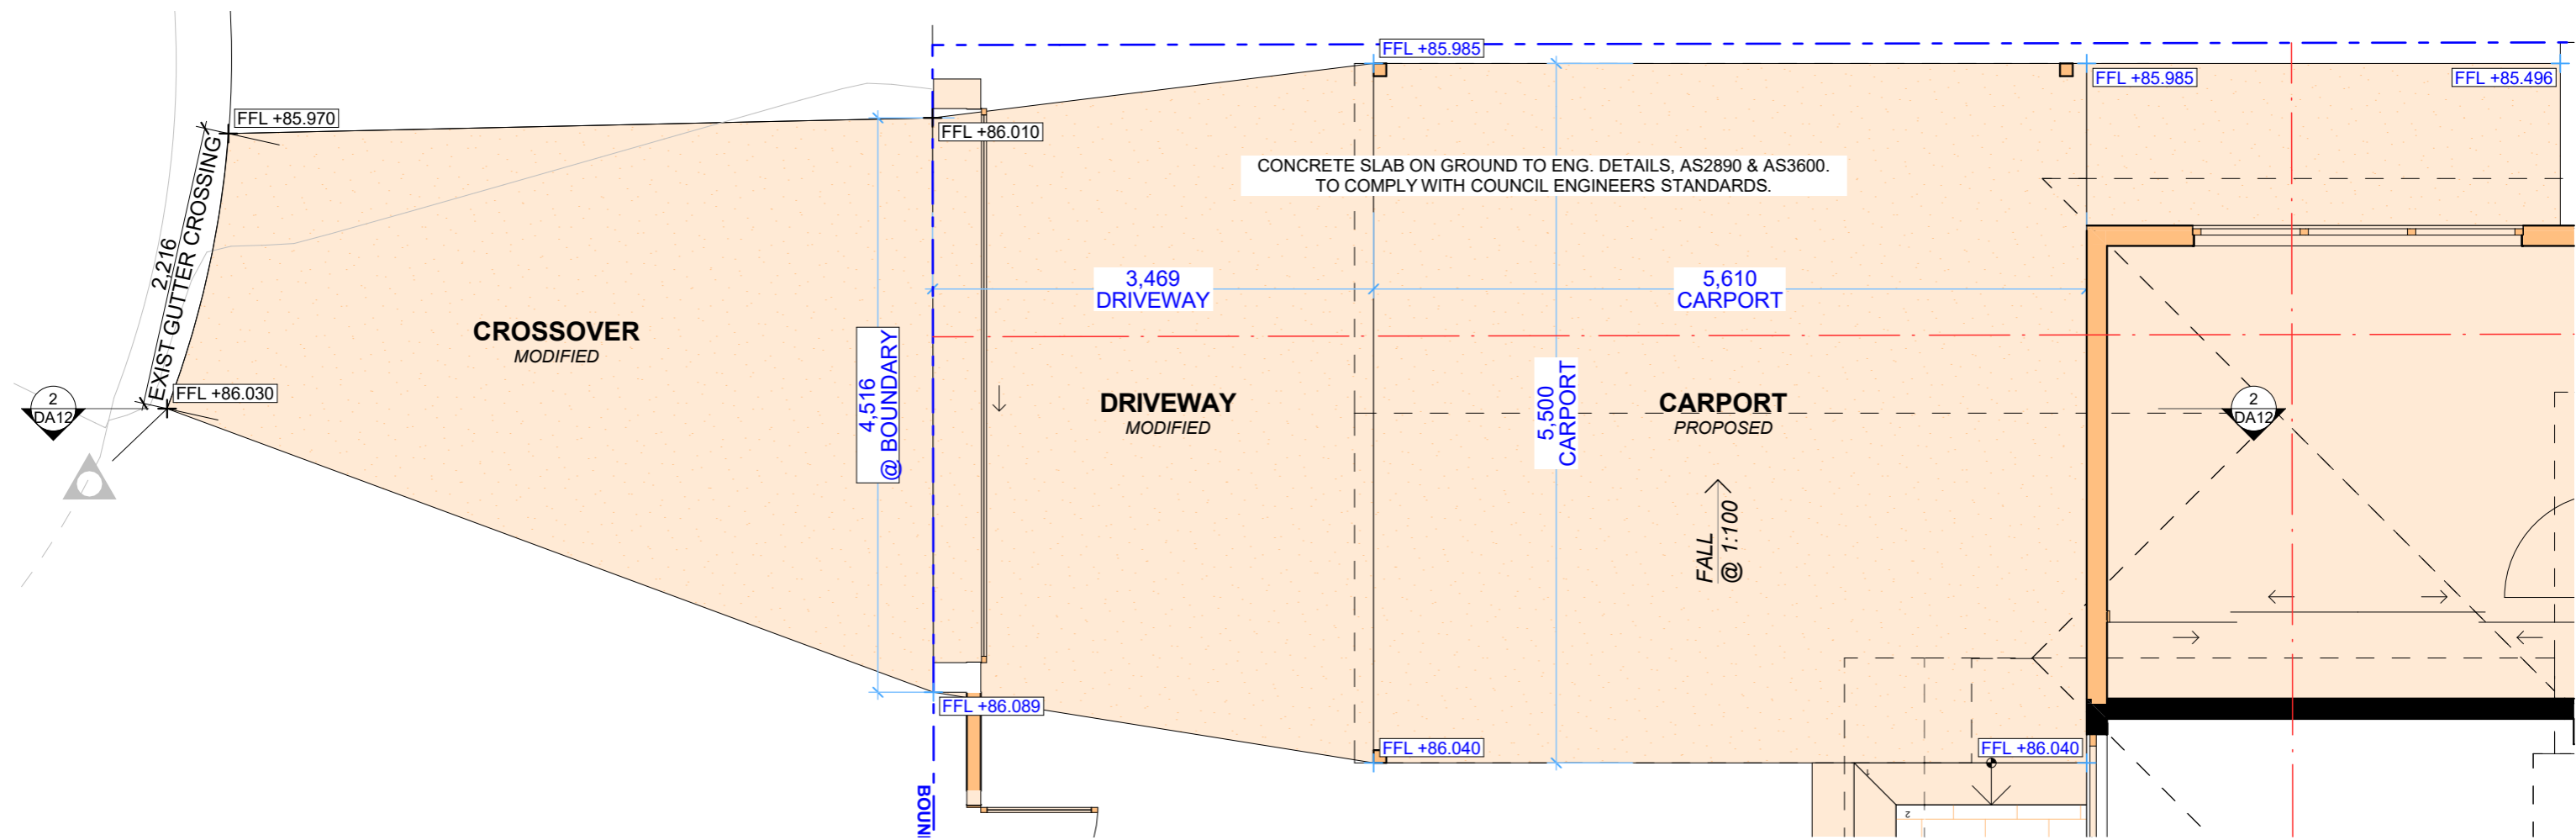 FFL +85.985
FFL +85.985
FFL +85.496
FFL +85.970
FFL +86.010
CONCRETE SLAB ON GROUND TO ENG. DETAILS, AS2890 & AS3600.
TO COMPLY WITH COUNCIL ENGINEERS STANDARDS.
2,216
EXIST GUTTER CROSSING
3,469
DRIVEWAY
5,610
CARPORT
CROSSOVER
MODIFIED
4,516
@ BOUNDARY
FFL +86.030
2
DA12
DRIVEWAY
MODIFIED
5,500
CARPORT
CARPORT
PROPOSED
2
DA12
FALL
@ 1:100
FFL +86.089
FFL +86.040
FFL +86.040
BOUN
2